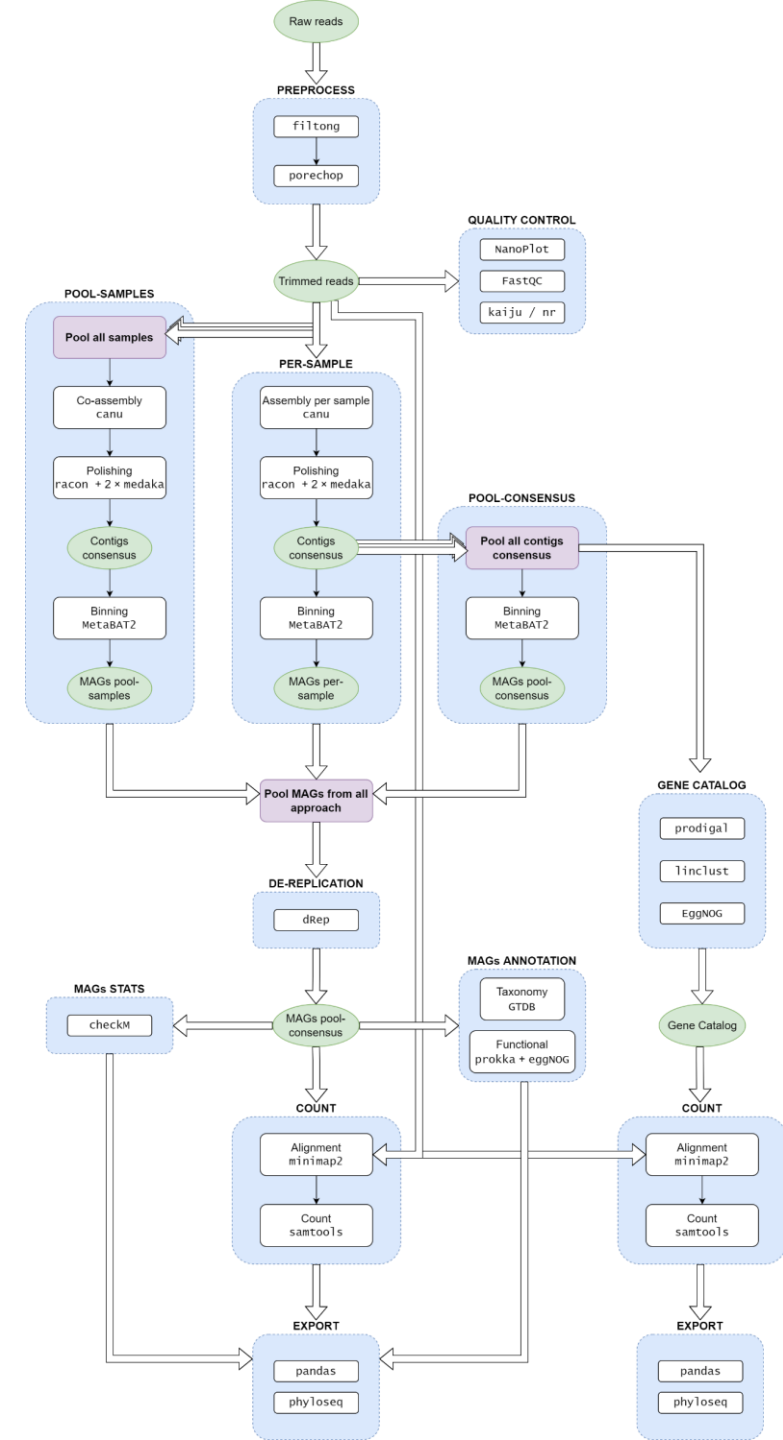 Raw reads
PREPROCESS
filtong
porechop
QUALITY CONTROL
NanoPlot
FastQC
kaiju / nr
Trimmed reads
POOL-SAMPLES
Pool all samples
Co-assembly
canu
Polishing
racon + 2 × medaka
Contigs
consensus
Binning
MetaBAT2
MAGs pool-
samples
PER-SAMPLE
Assembly per sample
canu
Polishing
racon + 2 × medaka
Contigs
consensus
Binning
MetaBAT2
MAGs per-
sample
POOL-CONSENSUS
Pool all contigs
consensus
Binning
MetaBAT2
MAGs pool-
consensus
Pool MAGs from all
approach
GENE CATALOG
prodigal
linclust
EggNOG
DE-REPLICATION
dRep
MAGs STATS
checkM
MAGs pool-
consensus
MAGs ANNOTATION
Taxonomy
GTDB
Functional
prokka + eggNOG
Gene Catalog
COUNT
Alignment
minimap2
Count
samtools
COUNT
Alignment
minimap2
Count
samtools
EXPORT
pandas
phyloseq
EXPORT
pandas
phyloseq